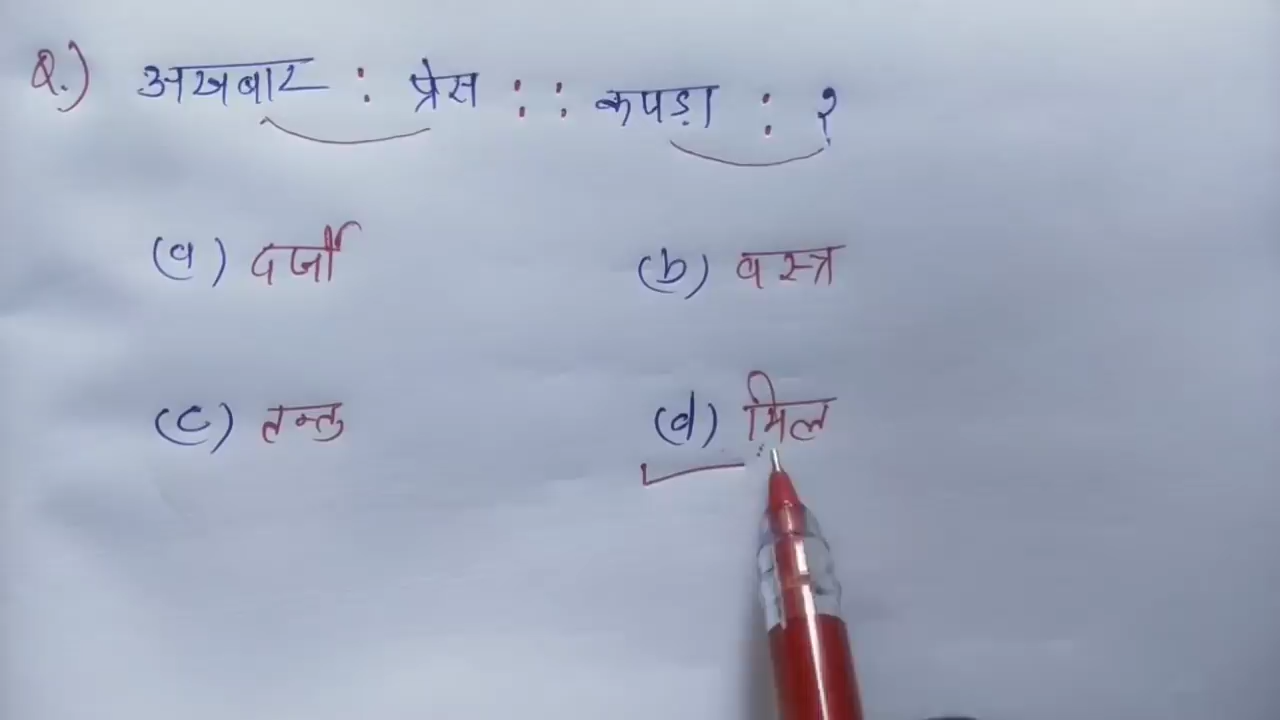 Q.) अखबार : प्रेस :: कपड़ा : ?
(a) दर्जी (b) वस्त्र
(c) तन्तु (d) मिल